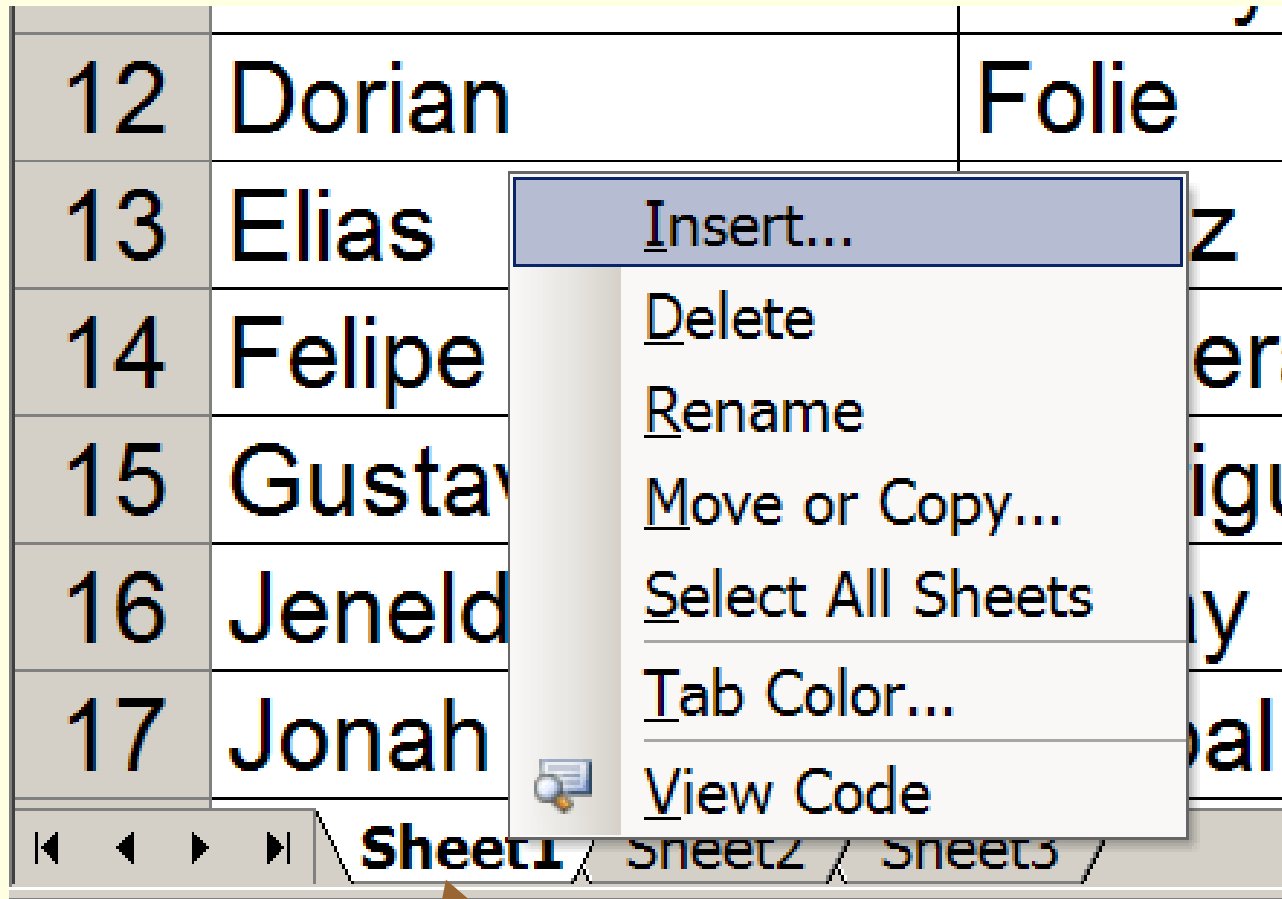 12 Dorian Folie
13 Elias
14 Felipe
15
16
17 Jonah
Insert...
Delete
Rename
Move or Copy...
Select All Sheets
Tab Color...
View Code
Sheet1 Sheet2 Sheet3